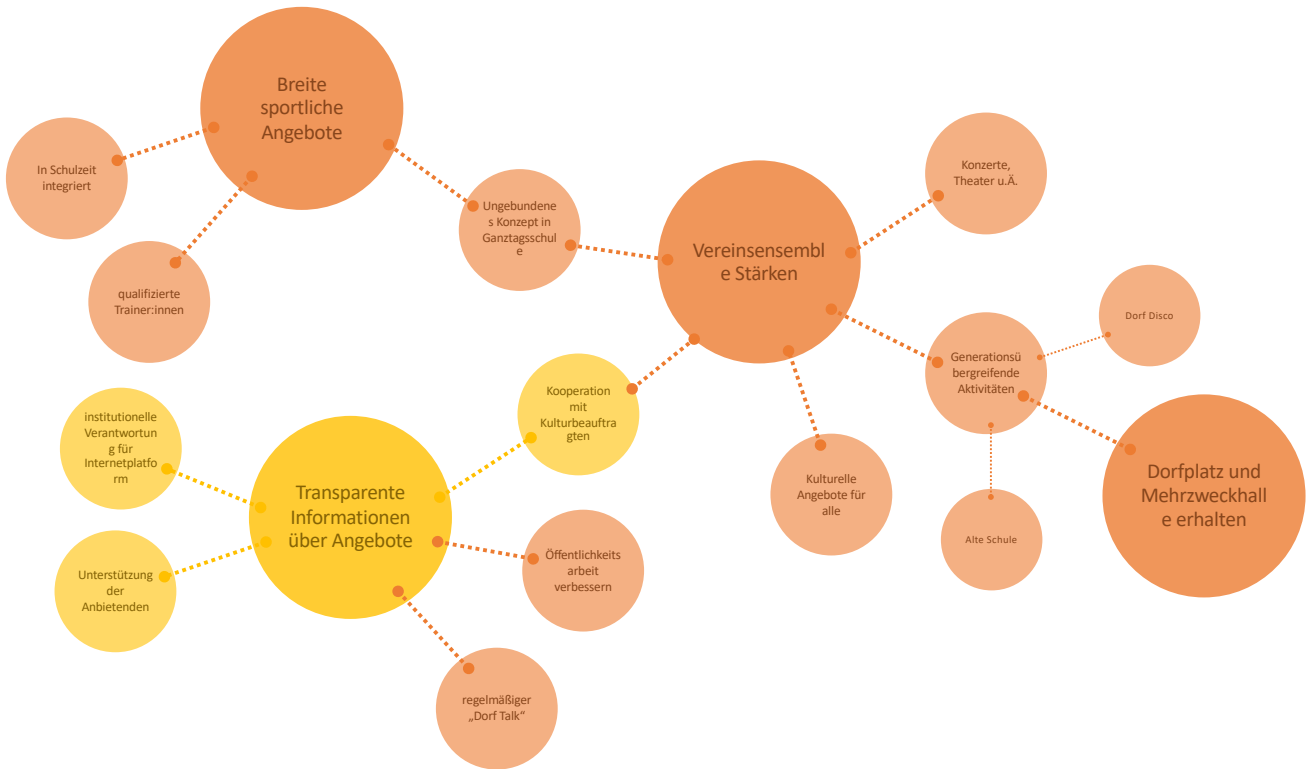 Breite
sportliche
Angebote
In Schulzeit
integriert
qualifizierte
Trainer:innen
Ungebundene
s Konzept in
Ganztagsschul
e
Vereinsensembl
e Stärken
Konzerte,
Theater u.Ä.
Generationsü
bergreifende
Aktivitäten
Dorf Disco
Alte Schule
Dorfplatz und
Mehrzweckhall
e erhalten
Kulturelle
Angebote für
alle
Kooperation
mit
Kulturbeauftra
gten
institutionelle
Verantwortun
g für
Internetplatfo
rm
Transparente
Informationen
über Angebote
Unterstützung
der
Anbietenden
Öffentlichkeits
arbeit
verbessern
regelmäßiger
„Dorf Talk“